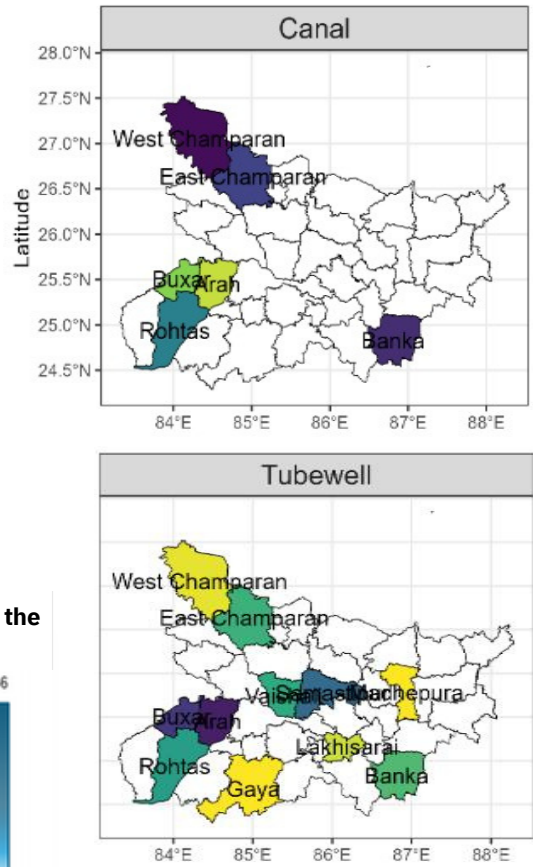 Canal
28.0°N
27.5°N
27.0°N
26.5°N
26.0°N
25.5°N
25.0°N
24.5°N
Latitude
West Champaran
East Champaran
Buxar
Arah
Rohtas
Banka
84°E 85°E 86°E 87°E 88°E
Tubewell
the
6
West Champaran
East Champaran
Vaishali
Samastipur
Madhepura
Buxar
Arah
Lakhisarai
Rohtas
Banka
Gaya
84°E 85°E 86°E 87°E 88°E